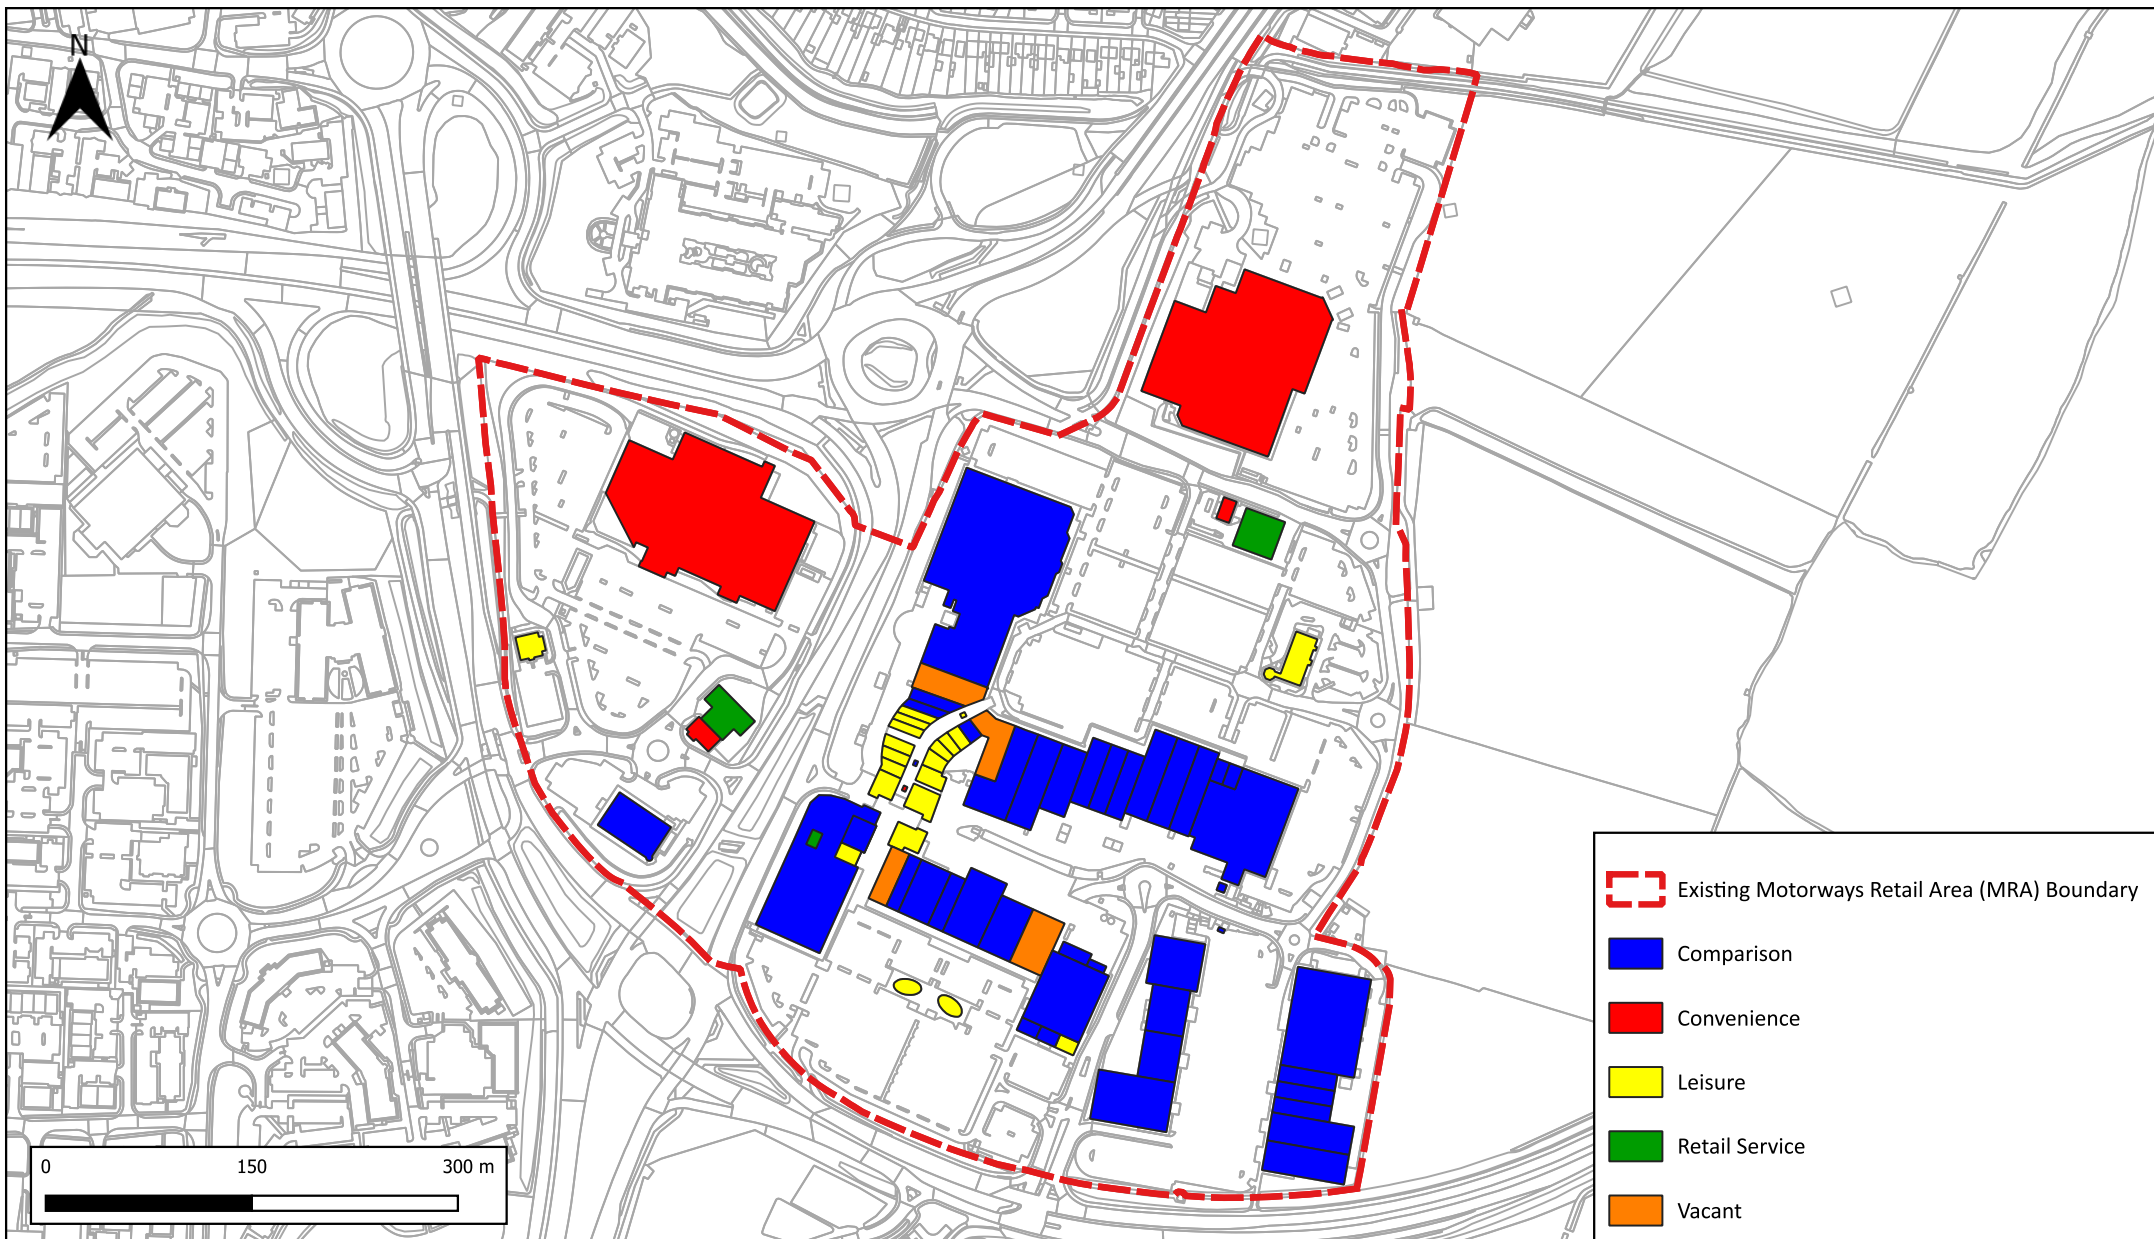 N
Existing Motorways Retail Area (MRA) Boundary
Comparison
Convenience
Leisure
Retail Service
Vacant
0 150 300 m